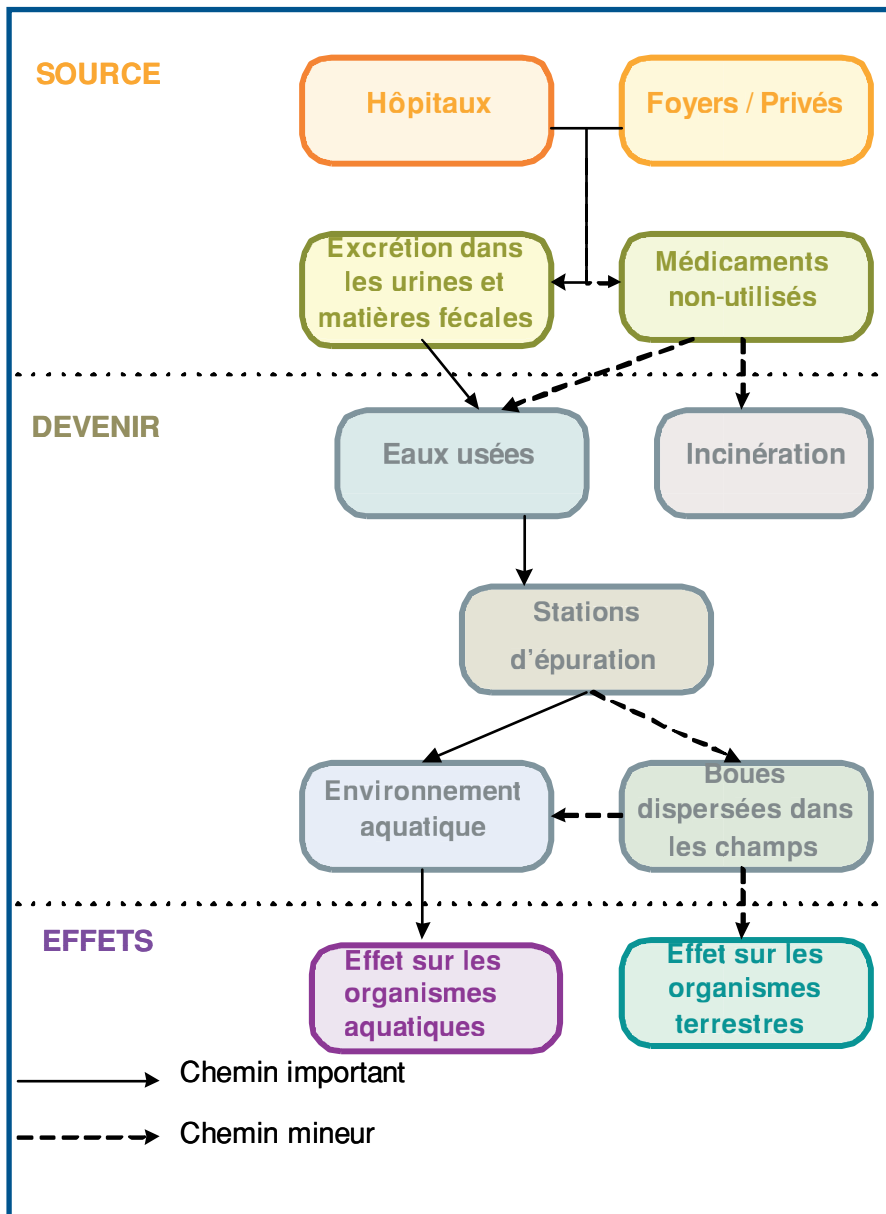 SOURCE
Hôpitaux
Foyers / Privés
Excrétion dans
les urines et
matières fécales
Médicaments
non-utilisés
DEVENIR
Eaux usées
Incinération
Stations
d'épuration
Environnement
aquatique
Boues
dispersées dans
les champs
EFFETS
Effet sur les
organismes
aquatiques
Effet sur les
organismes
terrestres
Chemin important
Chemin mineur